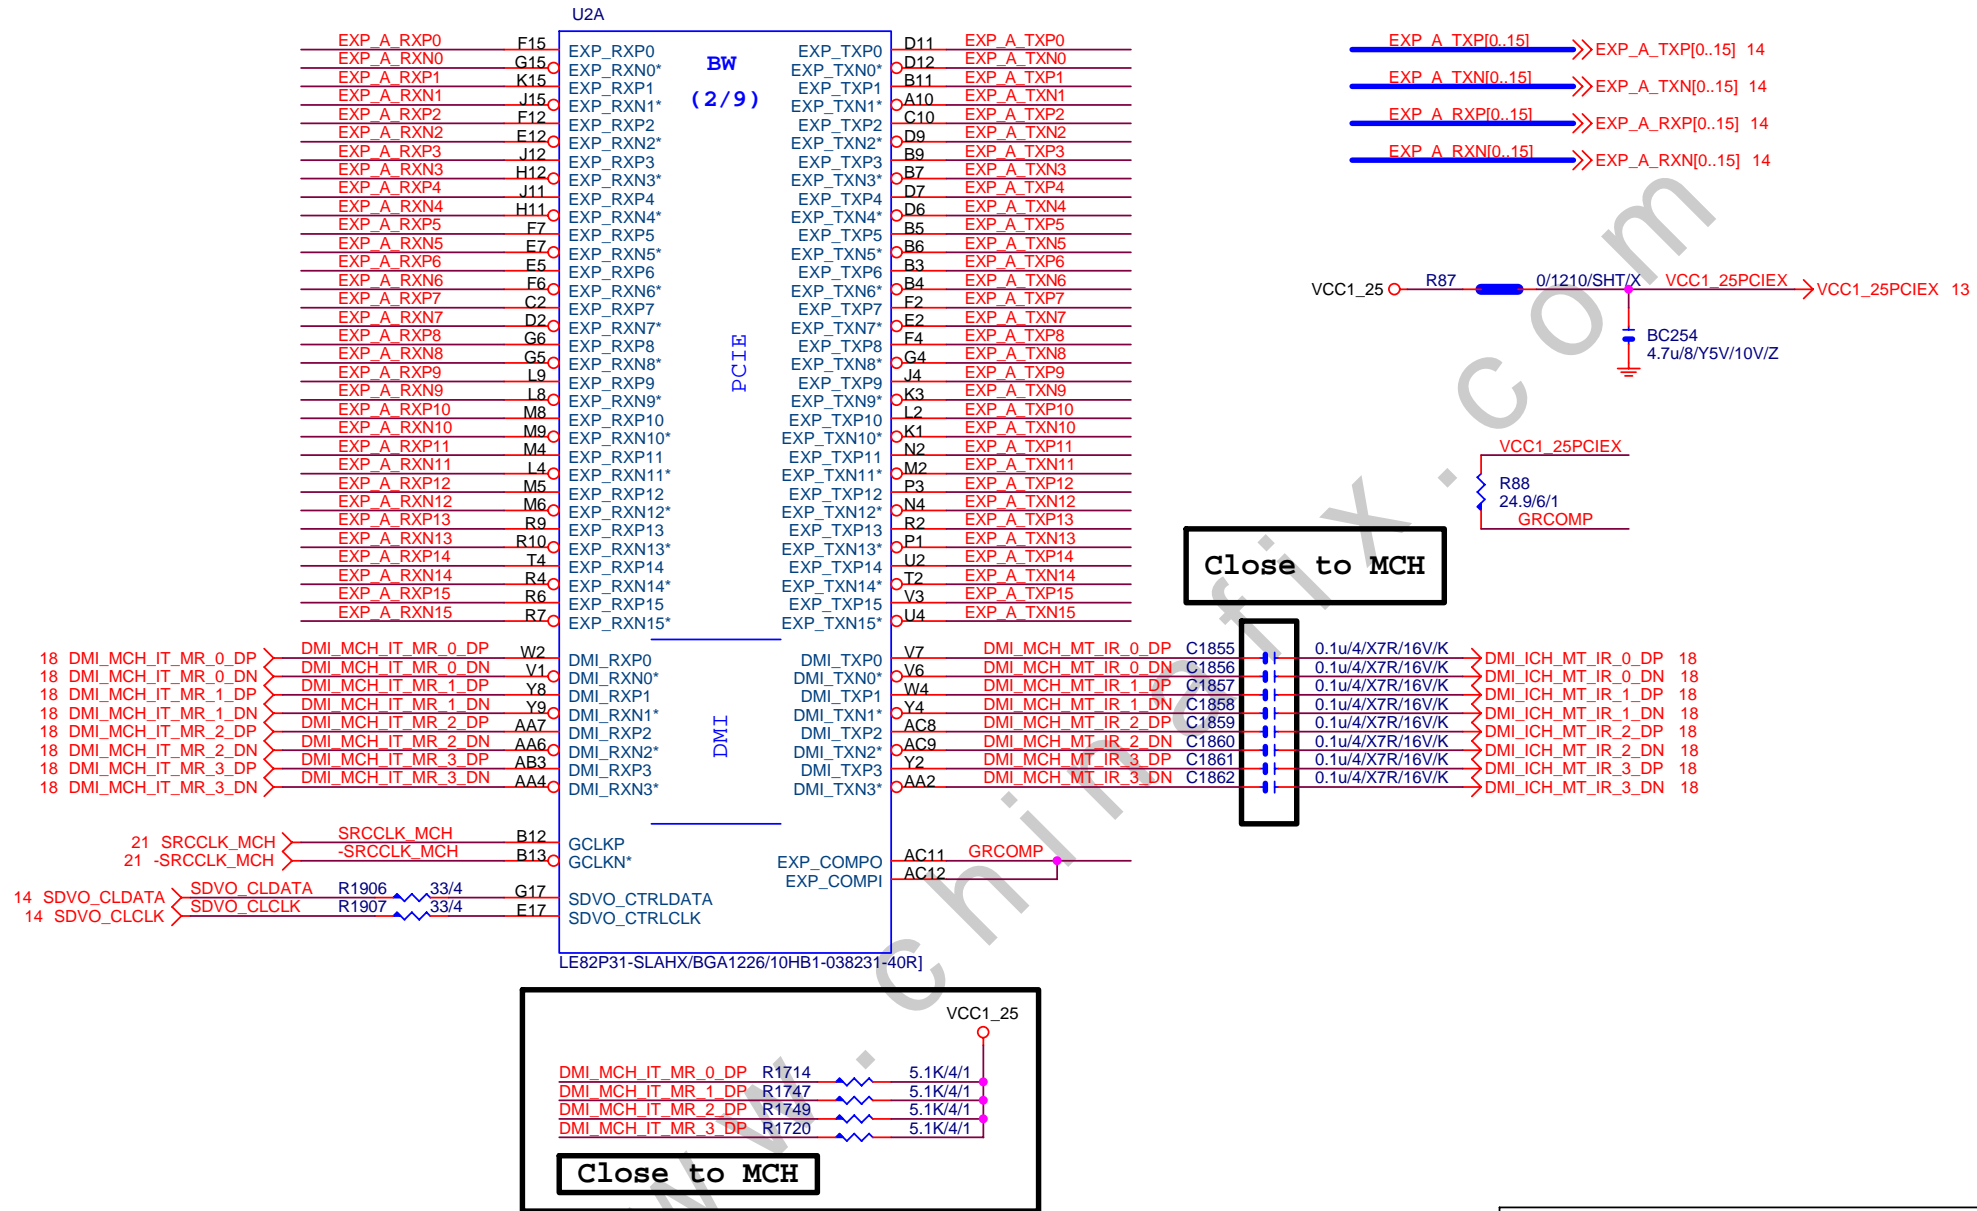 U2A
BW
(2/9)
PCIE
DMI
EXP_A_RXP0 F15 EXP_RXP0 EXP_TXP0 D11 EXP_A_TXP0
EXP_A_RXN0 G15 EXP_RXN0* EXP_TXN0* D12 EXP_A_TXN0
EXP_A_RXP1 K15 EXP_RXP1 EXP_TXP1 B11 EXP_A_TXP1
EXP_A_RXN1 J15 EXP_RXN1* EXP_TXN1* A10 EXP_A_TXN1
EXP_A_RXP2 F12 EXP_RXP2 EXP_TXP2 C10 EXP_A_TXP2
EXP_A_RXN2 E12 EXP_RXN2* EXP_TXN2* D9 EXP_A_TXN2
EXP_A_RXP3 J12 EXP_RXP3 EXP_TXP3 B9 EXP_A_TXP3
EXP_A_RXN3 H12 EXP_RXN3* EXP_TXN3* B7 EXP_A_TXN3
EXP_A_RXP4 J11 EXP_RXP4 EXP_TXP4 D7 EXP_A_TXP4
EXP_A_RXN4 H11 EXP_RXN4* EXP_TXN4* D6 EXP_A_TXN4
EXP_A_RXP5 F7 EXP_RXP5 EXP_TXP5 B5 EXP_A_TXP5
EXP_A_RXN5 E7 EXP_RXN5* EXP_TXN5* B6 EXP_A_TXN5
EXP_A_RXP6 E5 EXP_RXP6 EXP_TXP6 B3 EXP_A_TXP6
EXP_A_RXN6 F6 EXP_RXN6* EXP_TXN6* B4 EXP_A_TXN6
EXP_A_RXP7 C2 EXP_RXP7 EXP_TXP7 F2 EXP_A_TXP7
EXP_A_RXN7 D2 EXP_RXN7* EXP_TXN7* E2 EXP_A_TXN7
EXP_A_RXP8 G6 EXP_RXP8 EXP_TXP8 F4 EXP_A_TXP8
EXP_A_RXN8 G5 EXP_RXN8* EXP_TXN8* G4 EXP_A_TXN8
EXP_A_RXP9 L9 EXP_RXP9 EXP_TXP9 J4 EXP_A_TXP9
EXP_A_RXN9 L8 EXP_RXN9* EXP_TXN9* K3 EXP_A_TXN9
EXP_A_RXP10 M8 EXP_RXP10 EXP_TXP10 L2 EXP_A_TXP10
EXP_A_RXN10 M9 EXP_RXN10* EXP_TXN10* K1 EXP_A_TXN10
EXP_A_RXP11 M4 EXP_RXP11 EXP_TXP11 N2 EXP_A_TXP11
EXP_A_RXN11 L4 EXP_RXN11* EXP_TXN11* M2 EXP_A_TXN11
EXP_A_RXP12 M5 EXP_RXP12 EXP_TXP12 P3 EXP_A_TXP12
EXP_A_RXN12 M6 EXP_RXN12* EXP_TXN12* N4 EXP_A_TXN12
EXP_A_RXP13 R9 EXP_RXP13 EXP_TXP13 R2 EXP_A_TXP13
EXP_A_RXN13 R10 EXP_RXN13* EXP_TXN13* P1 EXP_A_TXN13
EXP_A_RXP14 T4 EXP_RXP14 EXP_TXP14 U2 EXP_A_TXP14
EXP_A_RXN14 R4 EXP_RXN14* EXP_TXN14* T2 EXP_A_TXN14
EXP_A_RXP15 R6 EXP_RXP15 EXP_TXP15 V3 EXP_A_TXP15
EXP_A_RXN15 R7 EXP_RXN15* EXP_TXN15* U4 EXP_A_TXN15
18 DMI_MCH_IT_MR_0_DP DMI_MCH_IT_MR_0_DP W2 DMI_RXP0 DMI_TXP0 V7 DMI_MCH_MT_IR_0_DP C1855 0.1u/4/X7R/16V/K DMI_ICH_MT_IR_0_DP 18
18 DMI_MCH_IT_MR_0_DN DMI_MCH_IT_MR_0_DN V1 DMI_RXN0* DMI_TXN0* V6 DMI_MCH_MT_IR_0_DN C1856 0.1u/4/X7R/16V/K DMI_ICH_MT_IR_0_DN 18
18 DMI_MCH_IT_MR_1_DP DMI_MCH_IT_MR_1_DP Y8 DMI_RXP1 DMI_TXP1 W4 DMI_MCH_MT_IR_1_DP C1857 0.1u/4/X7R/16V/K DMI_ICH_MT_IR_1_DP 18
18 DMI_MCH_IT_MR_1_DN DMI_MCH_IT_MR_1_DN Y9 DMI_RXN1* DMI_TXN1* Y4 DMI_MCH_MT_IR_1_DN C1858 0.1u/4/X7R/16V/K DMI_ICH_MT_IR_1_DN 18
18 DMI_MCH_IT_MR_2_DP DMI_MCH_IT_MR_2_DP AA7 DMI_RXP2 DMI_TXP2 AC8 DMI_MCH_MT_IR_2_DP C1859 0.1u/4/X7R/16V/K DMI_ICH_MT_IR_2_DP 18
18 DMI_MCH_IT_MR_2_DN DMI_MCH_IT_MR_2_DN AA6 DMI_RXN2* DMI_TXN2* AC9 DMI_MCH_MT_IR_2_DN C1860 0.1u/4/X7R/16V/K DMI_ICH_MT_IR_2_DN 18
18 DMI_MCH_IT_MR_3_DP DMI_MCH_IT_MR_3_DP AB3 DMI_RXP3 DMI_TXP3 Y2 DMI_MCH_MT_IR_3_DP C1861 0.1u/4/X7R/16V/K DMI_ICH_MT_IR_3_DP 18
18 DMI_MCH_IT_MR_3_DN DMI_MCH_IT_MR_3_DN AA4 DMI_RXN3* DMI_TXN3* AA2 DMI_MCH_MT_IR_3_DN C1862 0.1u/4/X7R/16V/K DMI_ICH_MT_IR_3_DN 18
21 SRCCLK_MCH SRCCLK_MCH B12 GCLKP
21 -SRCCLK_MCH -SRCCLK_MCH B13 GCLKN* EXP_COMPO AC11 GRCOMP
EXP_COMPI AC12
14 SDVO_CLDATA SDVO_CLDATA R1906 33/4 G17 SDVO_CTRLDATA
14 SDVO_CLCLK SDVO_CLCLK R1907 33/4 E17 SDVO_CTRLCLK
LE82P31-SLAHX/BGA1226/10HB1-038231-40R]
EXP_A_TXP[0..15] EXP_A_TXP[0..15] 14
EXP_A_TXN[0..15] EXP_A_TXN[0..15] 14
EXP_A_RXP[0..15] EXP_A_RXP[0..15] 14
EXP_A_RXN[0..15] EXP_A_RXN[0..15] 14
VCC1_25 R87 0/1210/SHT/X VCC1_25PCIEX VCC1_25PCIEX 13
BC254
4.7u/8/Y5V/10V/Z
VCC1_25PCIEX
R88
24.9/6/1
GRCOMP
Close to MCH
VCC1_25
DMI_MCH_IT_MR_0_DP R1714 5.1K/4/1
DMI_MCH_IT_MR_1_DP R1747 5.1K/4/1
DMI_MCH_IT_MR_2_DP R1749 5.1K/4/1
DMI_MCH_IT_MR_3_DP R1720 5.1K/4/1
Close to MCH
w.chinafix.com